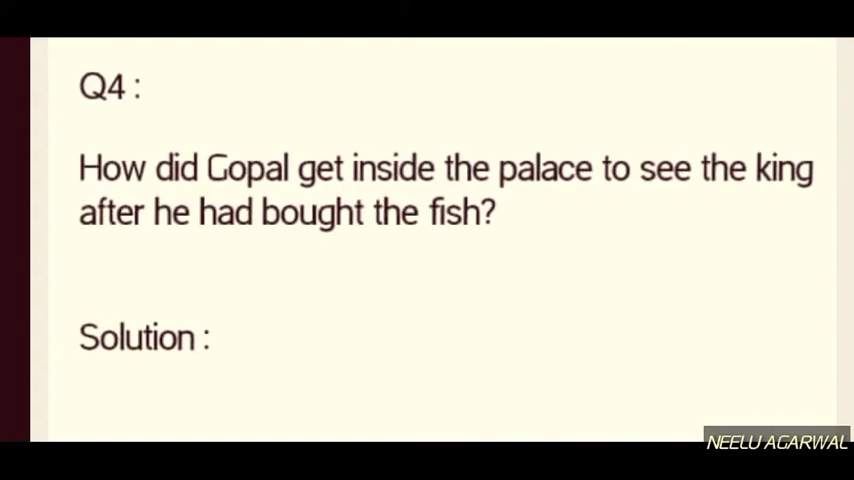 Q4 :
How did Gopal get inside the palace to see the king
after he had bought the fish?
Solution :
NEELU AGARWAL